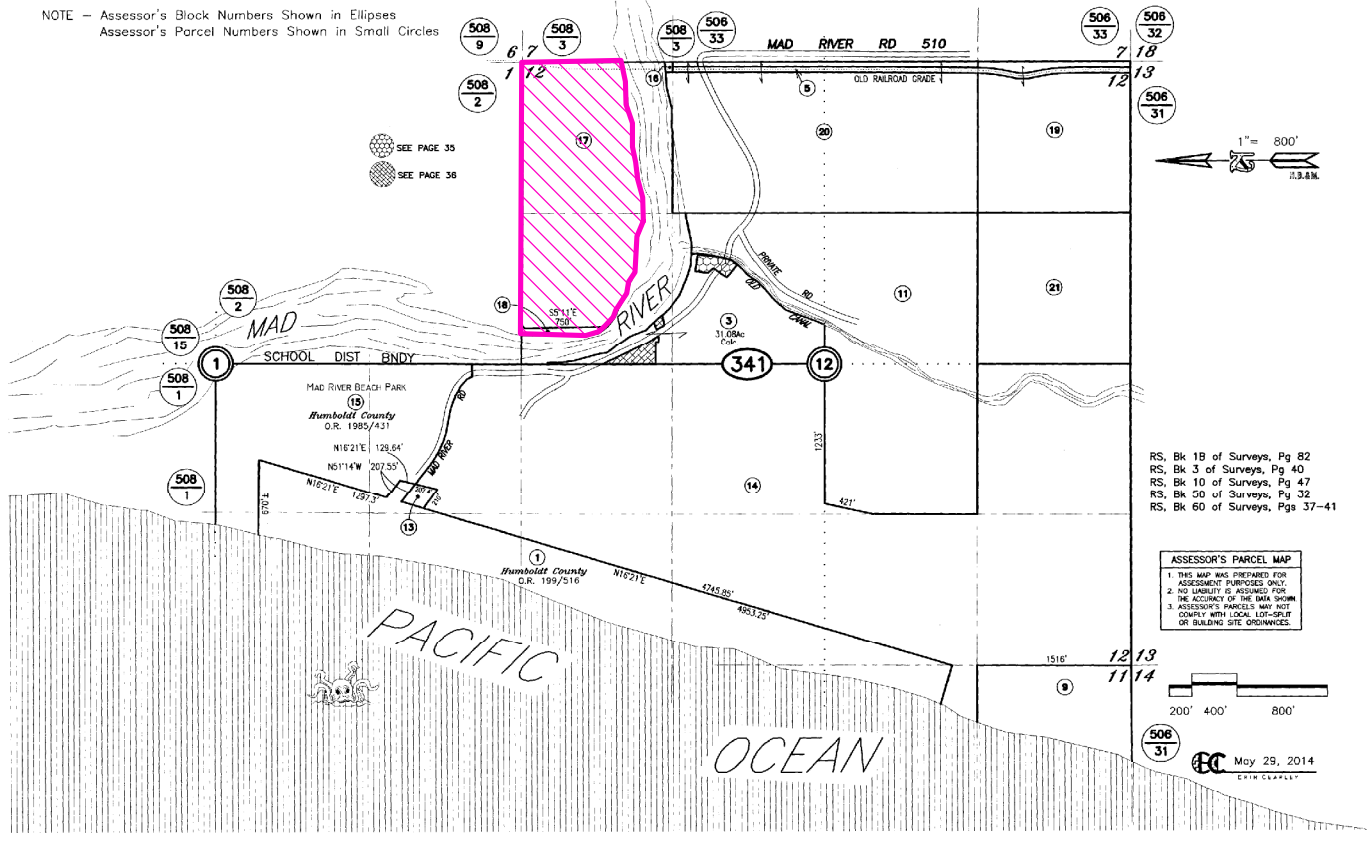 NOTE – Assessor's Block Numbers Shown in Ellipses
Assessor's Parcel Numbers Shown in Small Circles
508
9
508
3
508
3
506
33
506
33
506
32
6 7
1 12
MAD RIVER RD 510
7 18
12 13
508
2
16
5
OLD RAILROAD GRADE
506
31
17
20
19
1"= 800'
H.B.&M.
SEE PAGE 35
SEE PAGE 36
PRIVATE
RD
508
2
18
S5°11'E
750'
RIVER
OLD
CANAL
11
21
508
15
MAD
3
31.08Ac
Calc
1
SCHOOL DIST BNDY
341
12
508
1
MAD RIVER BEACH PARK
15
Humboldt County
O.R. 1985/431
RD
MAD RIVER
N16°21'E 129.64'
N51°14'W 207.55'
1233'
RS, Bk 1B of Surveys, Pg 82
RS, Bk 3 of Surveys, Pg 40
RS, Bk 10 of Surveys, Pg 47
RS, Bk 50 of Surveys, Pg 32
RS, Bk 60 of Surveys, Pgs 37-41
508
1
N16°21'E 1297.3'
670'±
210'
14
421'
13
1
Humboldt County
O.R. 199/516
N16°21'E
4745.85'
4953.25'
ASSESSOR'S PARCEL MAP
1. THIS MAP WAS PREPARED FOR
ASSESSMENT PURPOSES ONLY.
2. NO LIABILITY IS ASSUMED FOR
THE ACCURACY OF THE DATA SHOWN.
3. ASSESSOR'S PARCELS MAY NOT
COMPLY WITH LOCAL LOT-SPLIT
OR BUILDING SITE ORDINANCES.
PACIFIC
1516'
12 13
11 14
9
200' 400' 800'
OCEAN
506
31
May 29, 2014